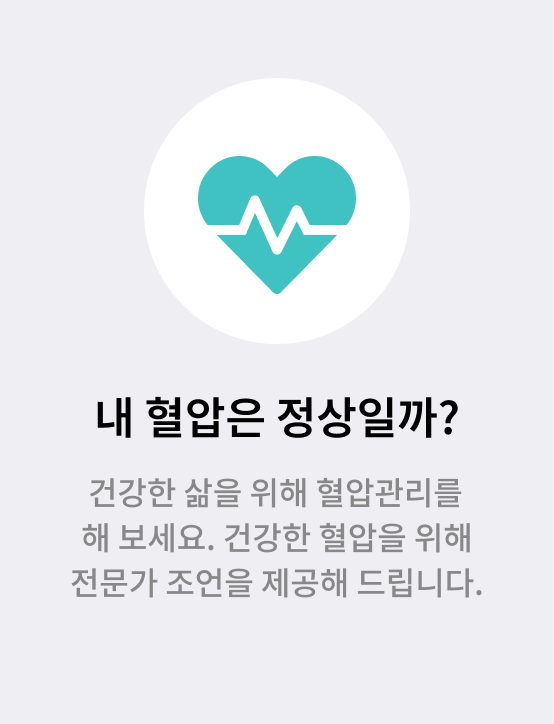 내 혈압은 정상일까?
건강한 삶을 위해 혈압관리를
해 보세요. 건강한 혈압을 위해
전문가 조언을 제공해 드립니다.